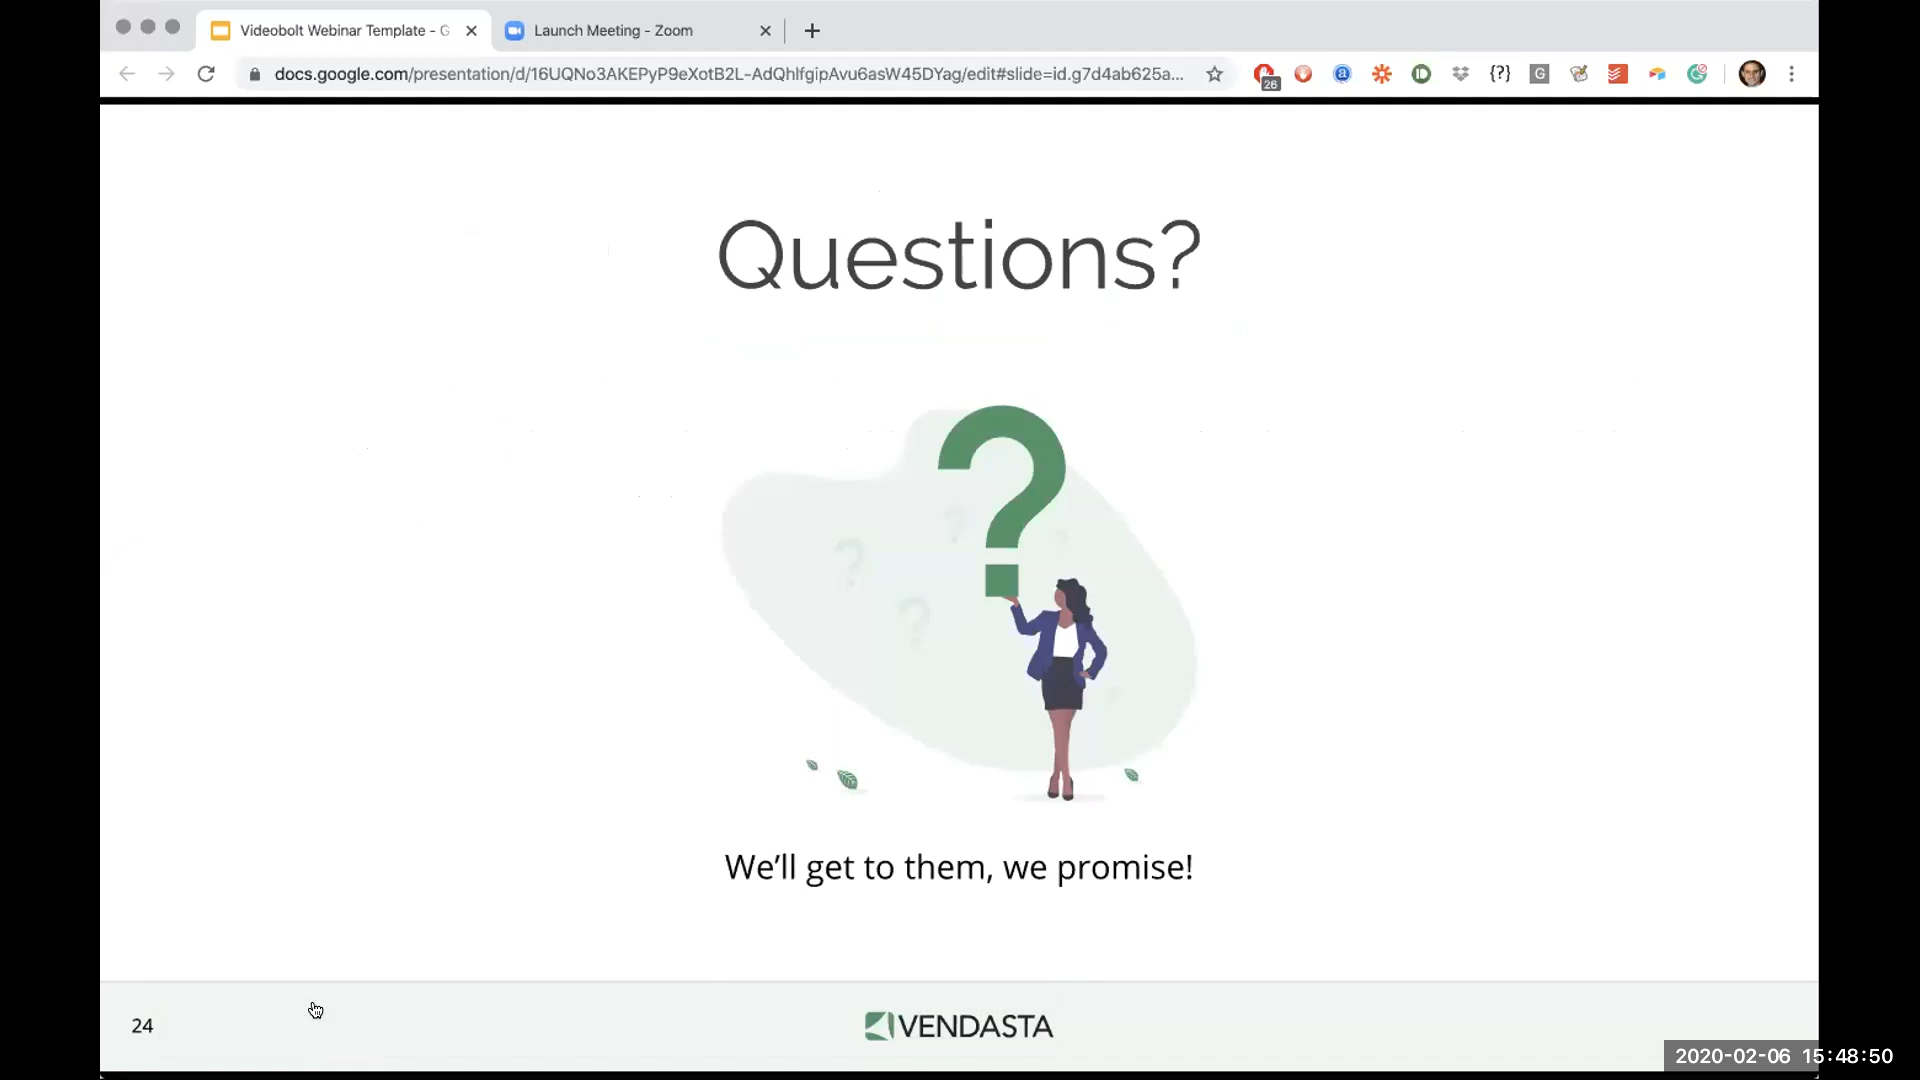 Videobolt Webinar Template - G
Launch Meeting - Zoom
docs.google.com/presentation/d/16UQNo3AKEPyP9eXotB2L-AdQhlfgipAvu6asW45DYag/edit#slide=id.g7d4ab625a...
26
{?}
G
Questions?
?
We'll get to them, we promise!
24
VENDASTA
2020-02-06 15:48:50